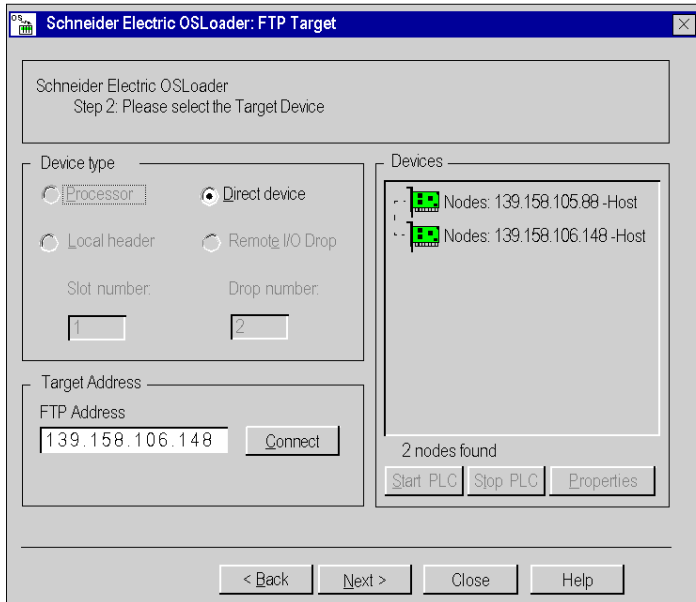 OS
Schneider Electric OSLoader: FTP Target
Schneider Electric OSLoader
Step 2: Please select the Target Device
Device type
Processor
Direct device
Local header
Remote I/O Drop
Slot number:
Drop number:
1
2
Target Address
FTP Address
139.158.106.148
Connect
Devices
Nodes: 139.158.105.88 -Host
Nodes: 139.158.106.148 -Host
2 nodes found
Start PLC
Stop PLC
Properties
< Back
Next >
Close
Help